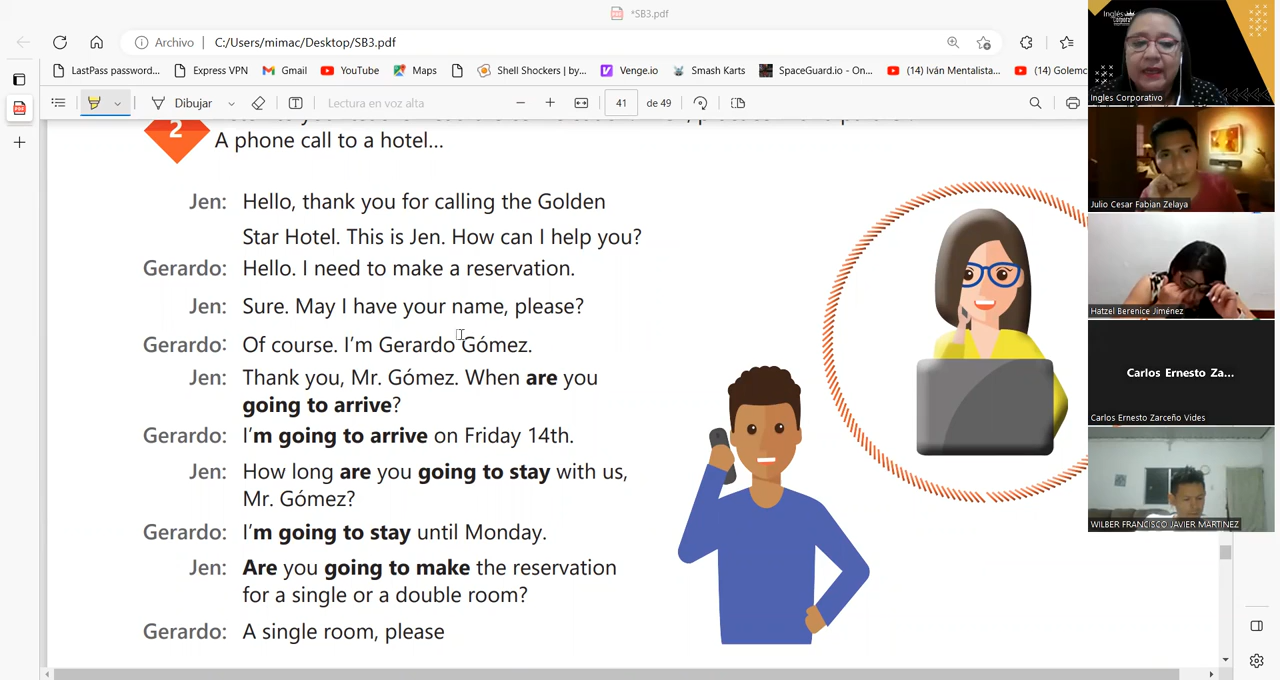 *SB3.pdf
Archivo C:/Users/mimac/Desktop/SB3.pdf
LastPass password... Express VPN Gmail YouTube Maps Shell Shockers | by... Venge.io Smash Karts SpaceGuard.io - On... (14) Iván Mentalista... (14) Golemc
Dibujar Lectura en voz alta 41 de 49
2
A phone call to a hotel...
Jen: Hello, thank you for calling the Golden
Star Hotel. This is Jen. How can I help you?
Gerardo: Hello. I need to make a reservation.
Jen: Sure. May I have your name, please?
Gerardo: Of course. I'm Gerardo Gómez.
Jen: Thank you, Mr. Gómez. When are you
going to arrive?
Gerardo: I'm going to arrive on Friday 14th.
Jen: How long are you going to stay with us,
Mr. Gómez?
Gerardo: I'm going to stay until Monday.
Jen: Are you going to make the reservation
for a single or a double room?
Gerardo: A single room, please
Inglés
Corporativo
Ingles Corporativo
Julio Cesar Fabian Zelaya
Hatzel Berenice Jiménez
Carlos Ernesto Za...
Carlos Ernesto Zarceño Vides
WILBER FRANCISCO JAVIER MARTINEZ